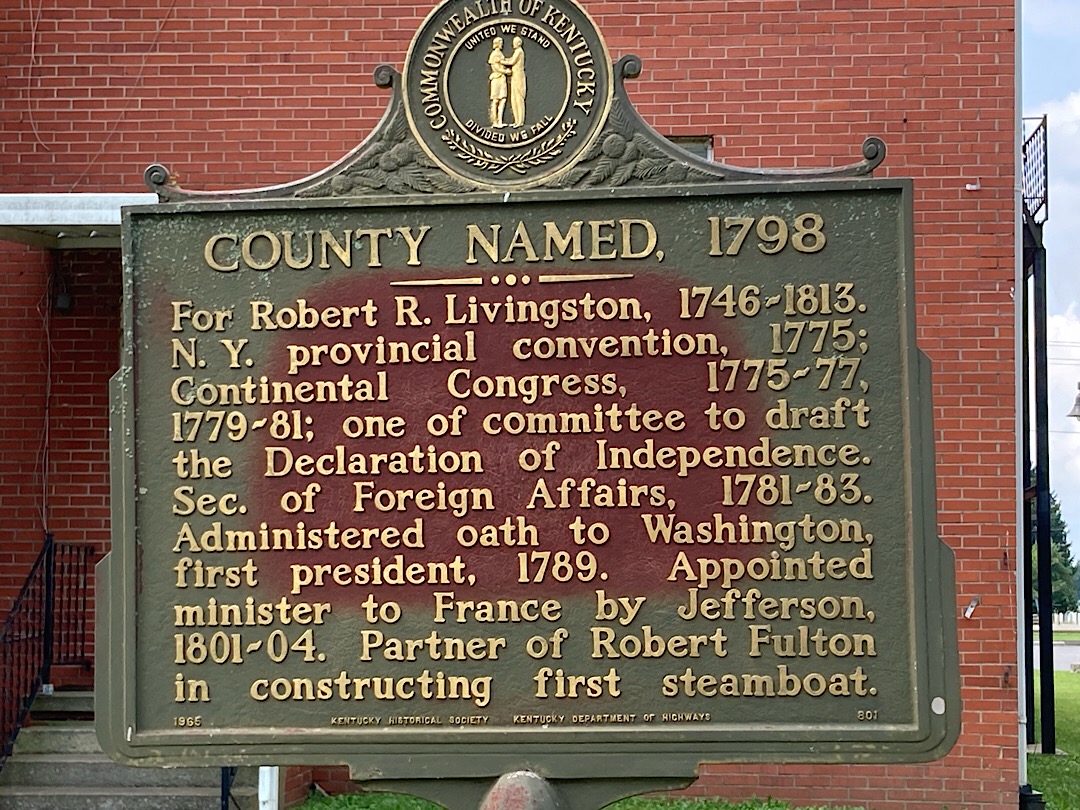 COMMONWEALTH OF KENTUCKY
UNITED WE STAND
DIVIDED WE FALL
COUNTY NAMED, 1798
For Robert R. Livingston, 1746-1813.
N. Y. provincial convention, 1775;
Continental Congress, 1775-77,
1779-81; one of committee to draft
the Declaration of Independence.
Sec. of Foreign Affairs, 1781-83.
Administered oath to Washington,
first president, 1789. Appointed
minister to France by Jefferson,
1801-04. Partner of Robert Fulton
in constructing first steamboat.
1965 KENTUCKY HISTORICAL SOCIETY KENTUCKY DEPARTMENT OF HIGHWAYS 801